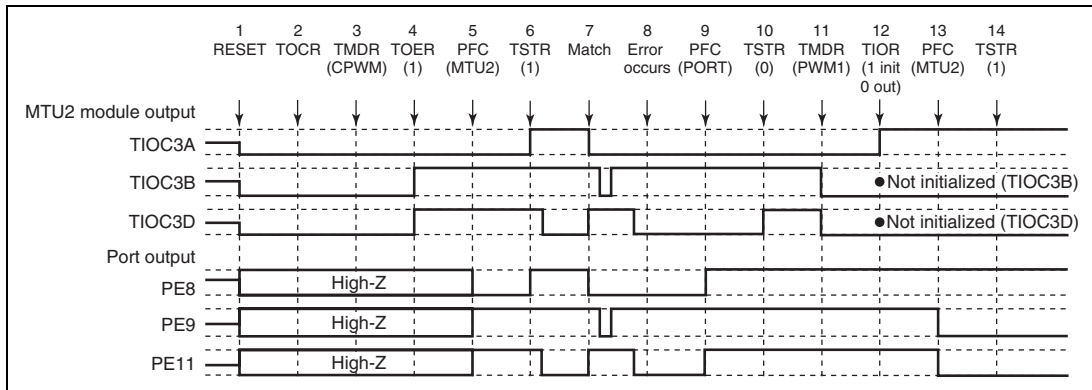 1 2 3 4 5 6 7 8 9 10 11 12 13 14
RESET TOCR TMDR TOER PFC TSTR Match Error PFC TSTR TMDR TIOR PFC TSTR
(CPWM) (1) (MTU2) (1) occurs (PORT) (0) (PWM1) (1 init (MTU2) (1)
0 out)
MTU2 module output
TIOC3A
TIOC3B
●Not initialized (TIOC3B)
TIOC3D
●Not initialized (TIOC3D)
Port output
PE8
High-Z
PE9
High-Z
PE11
High-Z